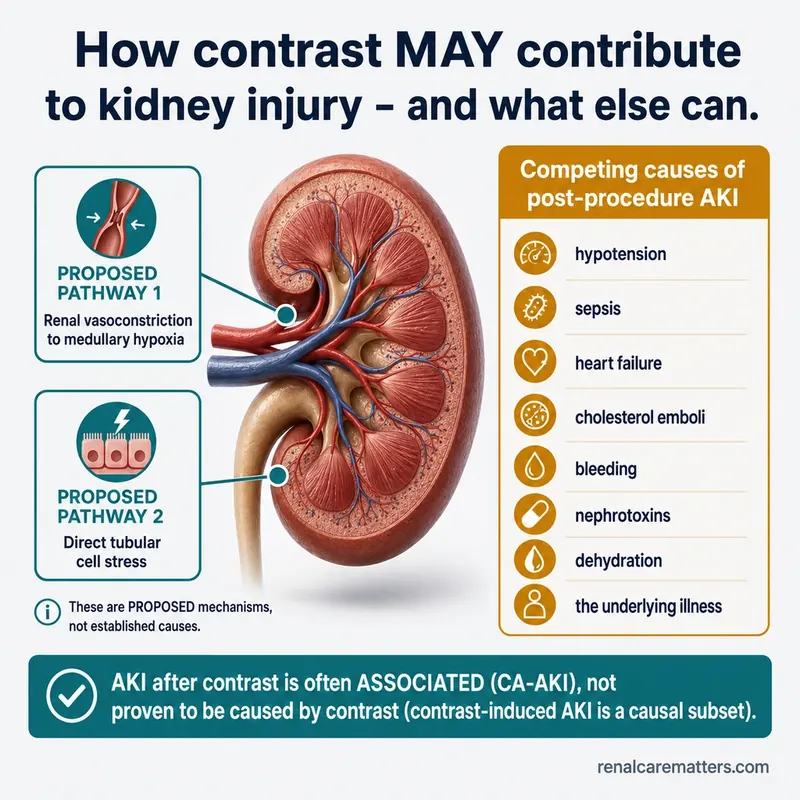 How contrast MAY contribute
to kidney injury – and what else can.
PROPOSED
PATHWAY 1
Renal vasoconstriction
to medullary hypoxia
PROPOSED
PATHWAY 2
Direct tubular
cell stress
These are PROPOSED mechanisms,
not established causes.
Competing causes of
post-procedure AKI
hypotension
sepsis
heart failure
cholesterol emboli
bleeding
nephrotoxins
dehydration
the underlying illness
AKI after contrast is often ASSOCIATED (CA-AKI), not
proven to be caused by contrast (contrast-induced AKI is a causal subset).
renalcarematters.com